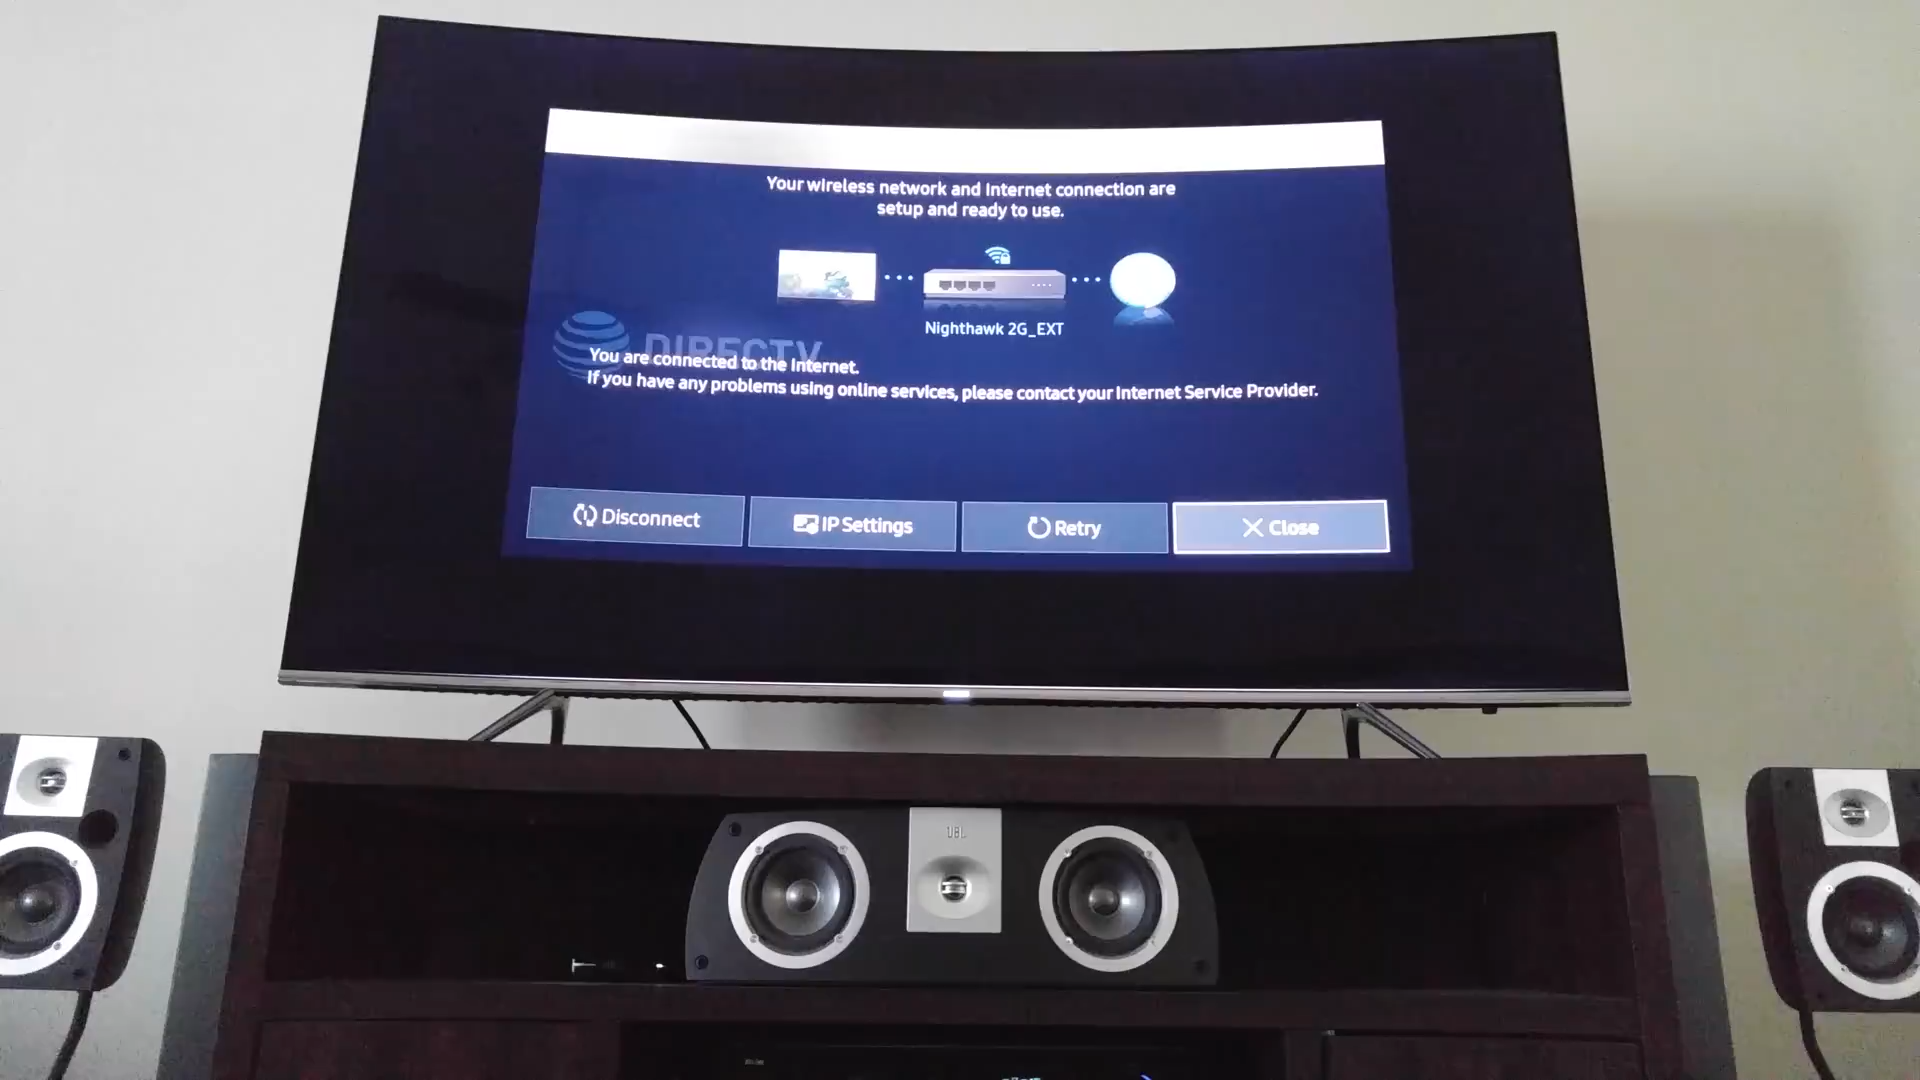 Your wireless network and Internet connection are
setup and ready to use.
Nighthawk 2G_EXT
DIRECTV
You are connected to the Internet.
If you have any problems using online services, please contact your Internet Service Provider.
Disconnect
IP Settings
Retry
Close
JBL